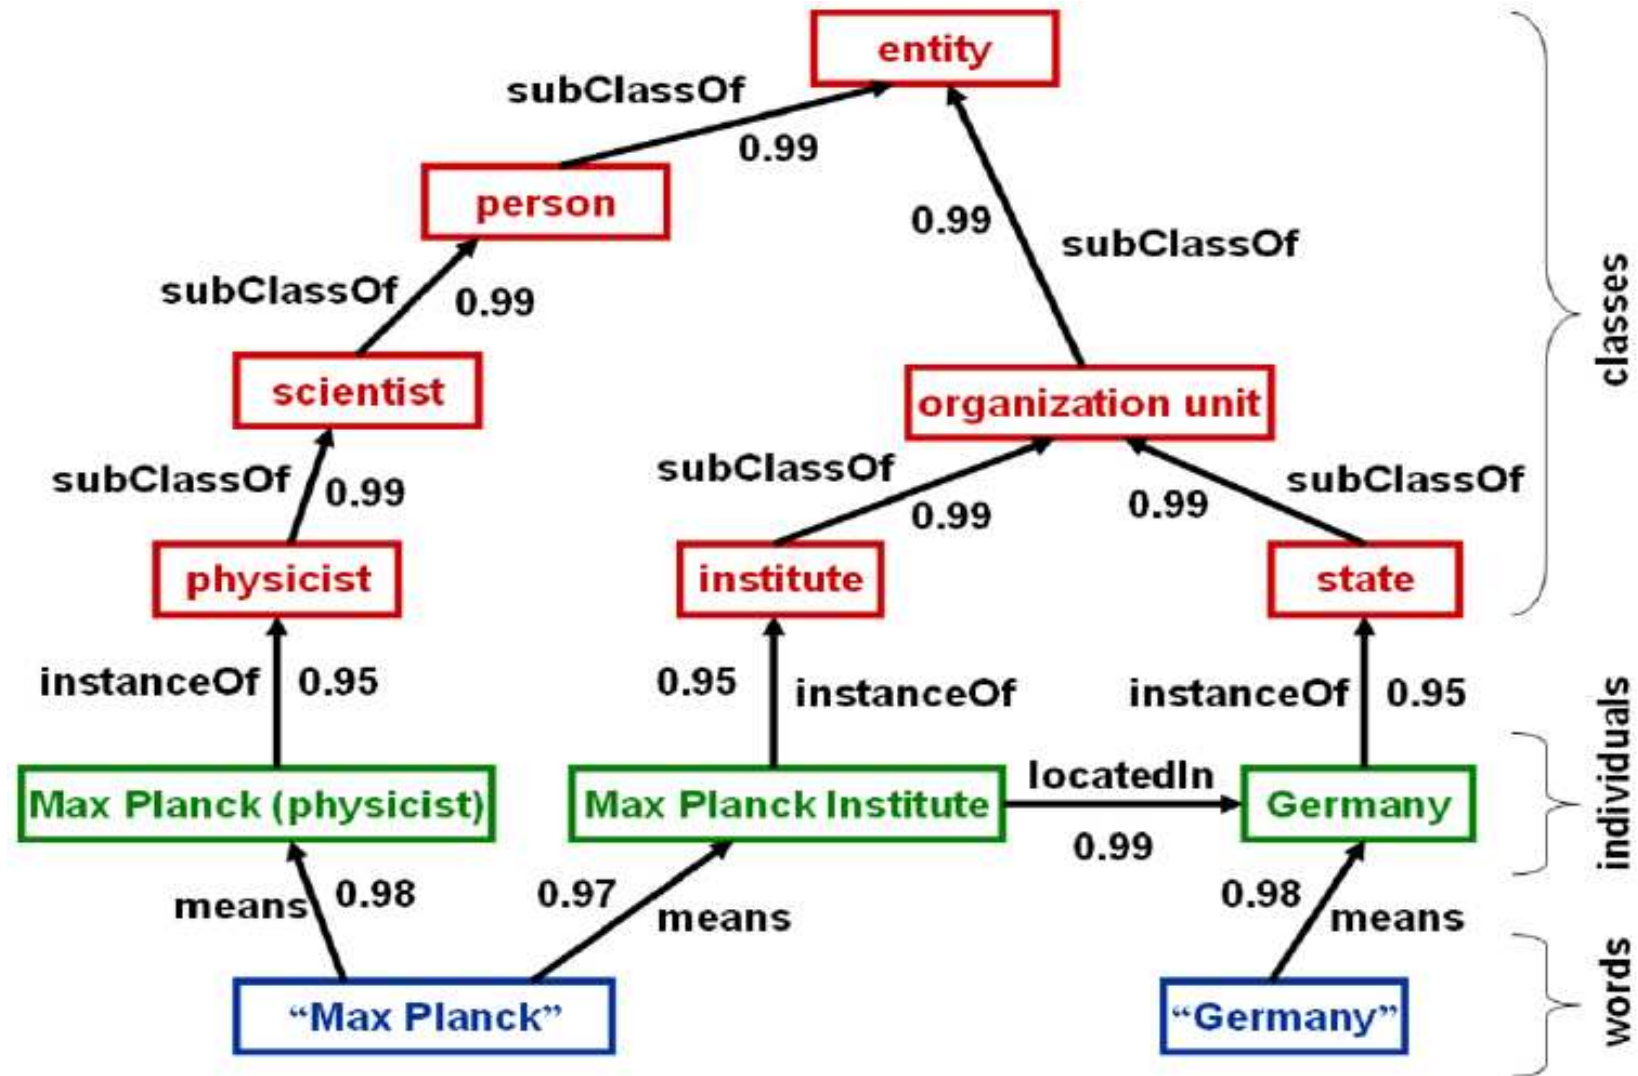 entity
subClassOf
0.99
person
0.99
subClassOf
subClassOf
0.99
scientist
organization unit
subClassOf
0.99
subClassOf
0.99
0.99
subClassOf
physicist
institute
state
classes
instanceOf
0.95
0.95
instanceOf
instanceOf
0.95
Max Planck (physicist)
Max Planck Institute
locatedIn
0.99
Germany
individuals
means
0.98
0.97
means
0.98
means
“Max Planck”
“Germany”
words